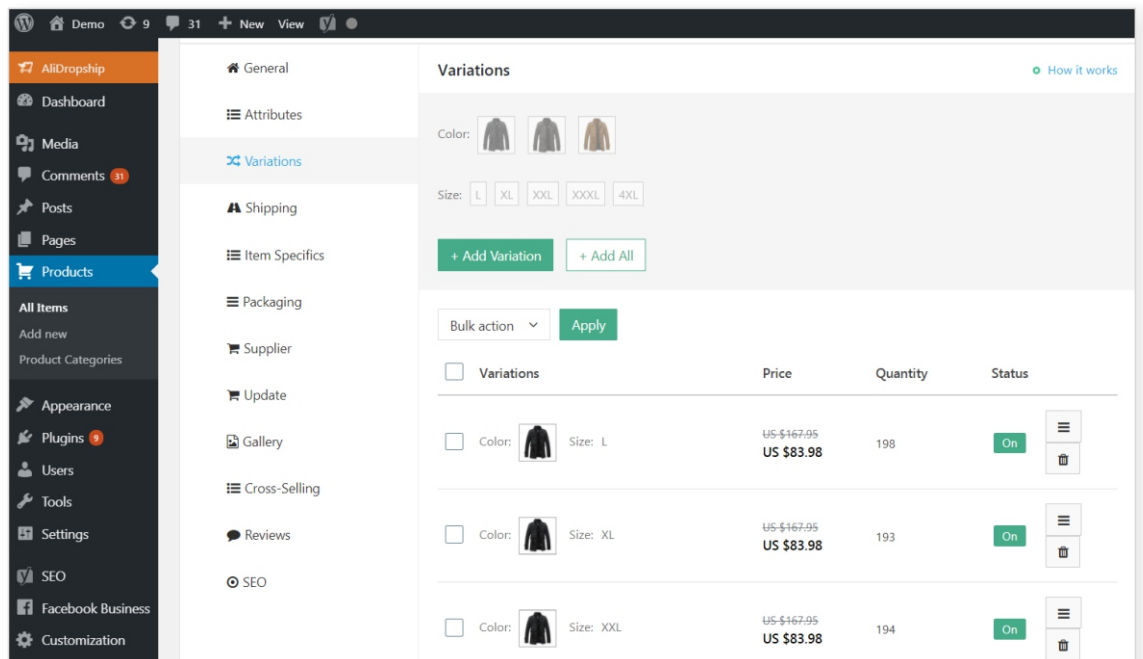 Demo 9 31 New View
AliDropship
Dashboard
Media
Comments 31
Posts
Pages
Products
All Items
Add new
Product Categories
Appearance
Plugins 9
Users
Tools
Settings
SEO
Facebook Business
Customization
General
Attributes
Variations
Shipping
Item Specifics
Packaging
Supplier
Update
Gallery
Cross-Selling
Reviews
SEO
Variations How it works
Color:
Size: L XL XXL XXXL 4XL
+ Add Variation + Add All
Bulk action Apply
Variations Price Quantity Status
Color: Size: L US $167.95 US $83.98 198 On
Color: Size: XL US $167.95 US $83.98 193 On
Color: Size: XXL US $167.95 US $83.98 194 On